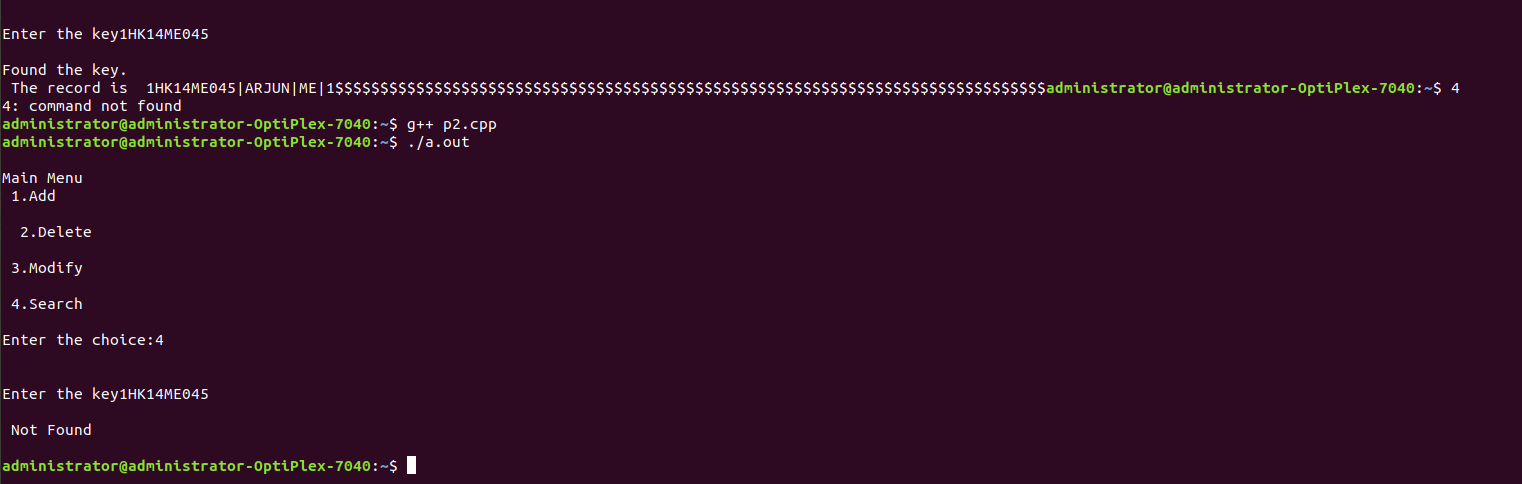 Enter the key1HK14ME045
Found the key.
The record is  1HK14ME045|ARJUN|ME|1$$$$$$$$$$$$$$$$$$$$$$$$$$$$$$$$$$$$$$$$$$$$$$$$$$$$$$$$$$$$$$$$$$$$$$$$$$$$$$$administrator@administrator-OptiPlex-7040:~$ 4
4: command not found
administrator@administrator-OptiPlex-7040:~$ g++ p2.cpp
administrator@administrator-OptiPlex-7040:~$ ./a.out
Main Menu
1.Add
2.Delete
3.Modify
4.Search
Enter the choice:4
Enter the key1HK14ME045
Not Found
administrator@administrator-OptiPlex-7040:~$